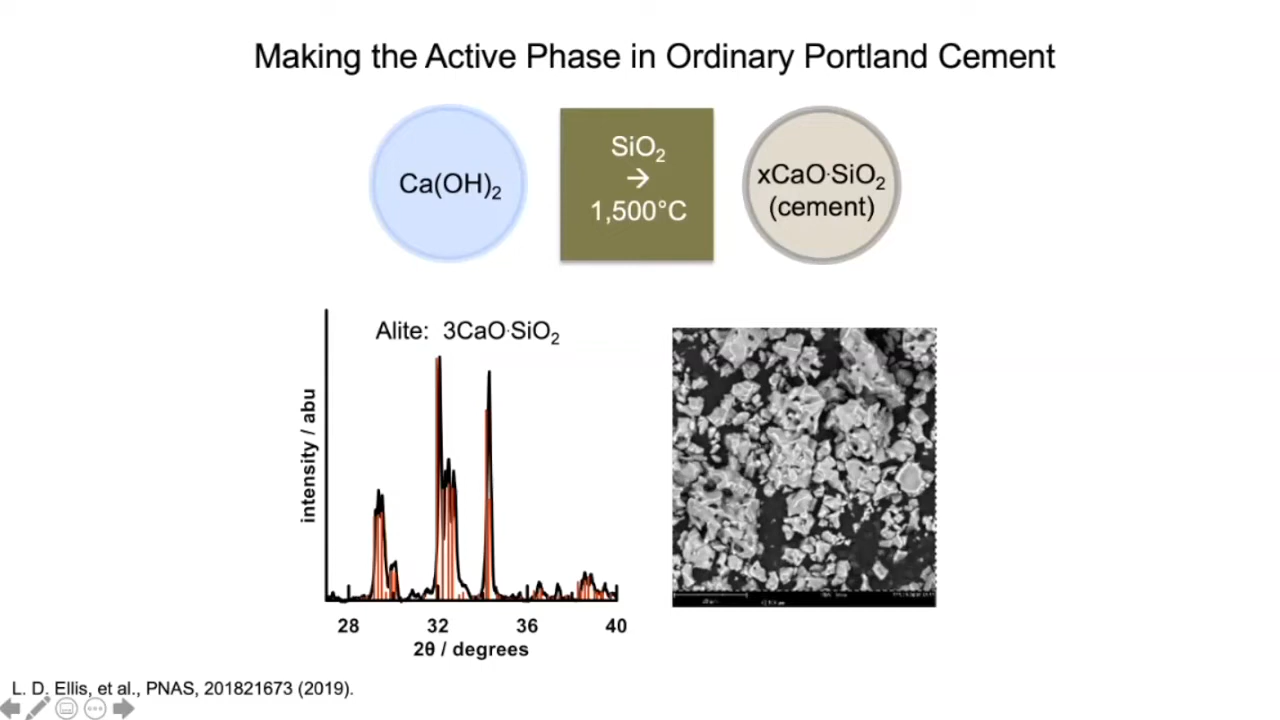 Making the Active Phase in Ordinary Portland Cement
Ca(OH)₂
SiO₂
→
1,500°C
xCaO·SiO₂
(cement)
Alite: 3CaO·SiO₂
intensity / abu
28 32 36 40
2θ / degrees
L. D. Ellis, et al., PNAS, 201821673 (2019).